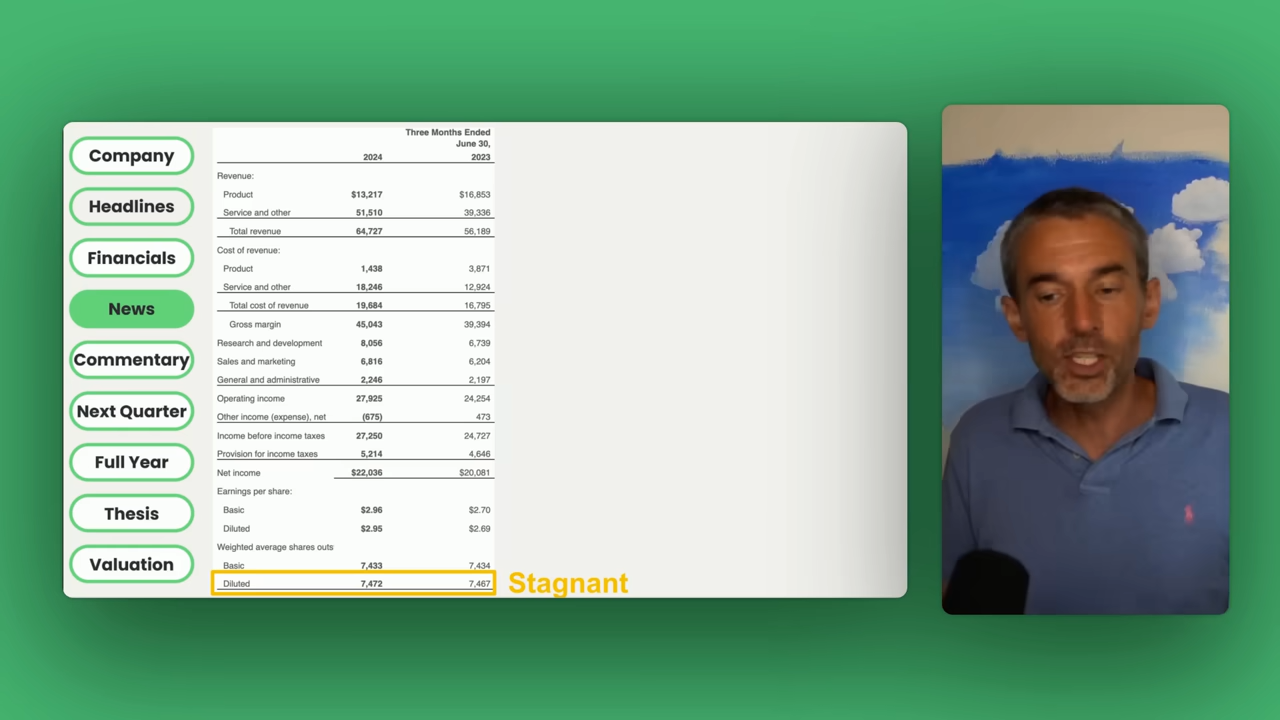 Company
Headlines
Financials
News
Commentary
Next Quarter
Full Year
Thesis
Valuation
Three Months Ended
June 30,
2024 2023
Revenue:
Product $13,217 $16,853
Service and other 51,510 39,336
Total revenue 64,727 56,189
Cost of revenue:
Product 1,438 3,871
Service and other 18,246 12,924
Total cost of revenue 19,684 16,795
Gross margin 45,043 39,394
Research and development 8,056 6,739
Sales and marketing 6,816 6,204
General and administrative 2,246 2,197
Operating income 27,925 24,254
Other income (expense), net (675) 473
Income before income taxes 27,250 24,727
Provision for income taxes 5,214 4,646
Net income $22,036 $20,081
Earnings per share:
Basic $2.96 $2.70
Diluted $2.95 $2.69
Weighted average shares outs
Basic 7,433 7,434
Diluted 7,472 7,467 Stagnant